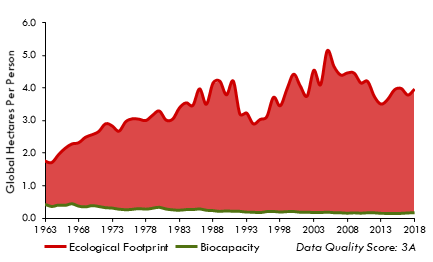 Global Hectares Per Person
6.0
5.0
4.0
3.0
2.0
1.0
0.0
1963 1968 1973 1978 1983 1988 1993 1998 2003 2008 2013 2018
Ecological Footprint Biocapacity Data Quality Score: 3A